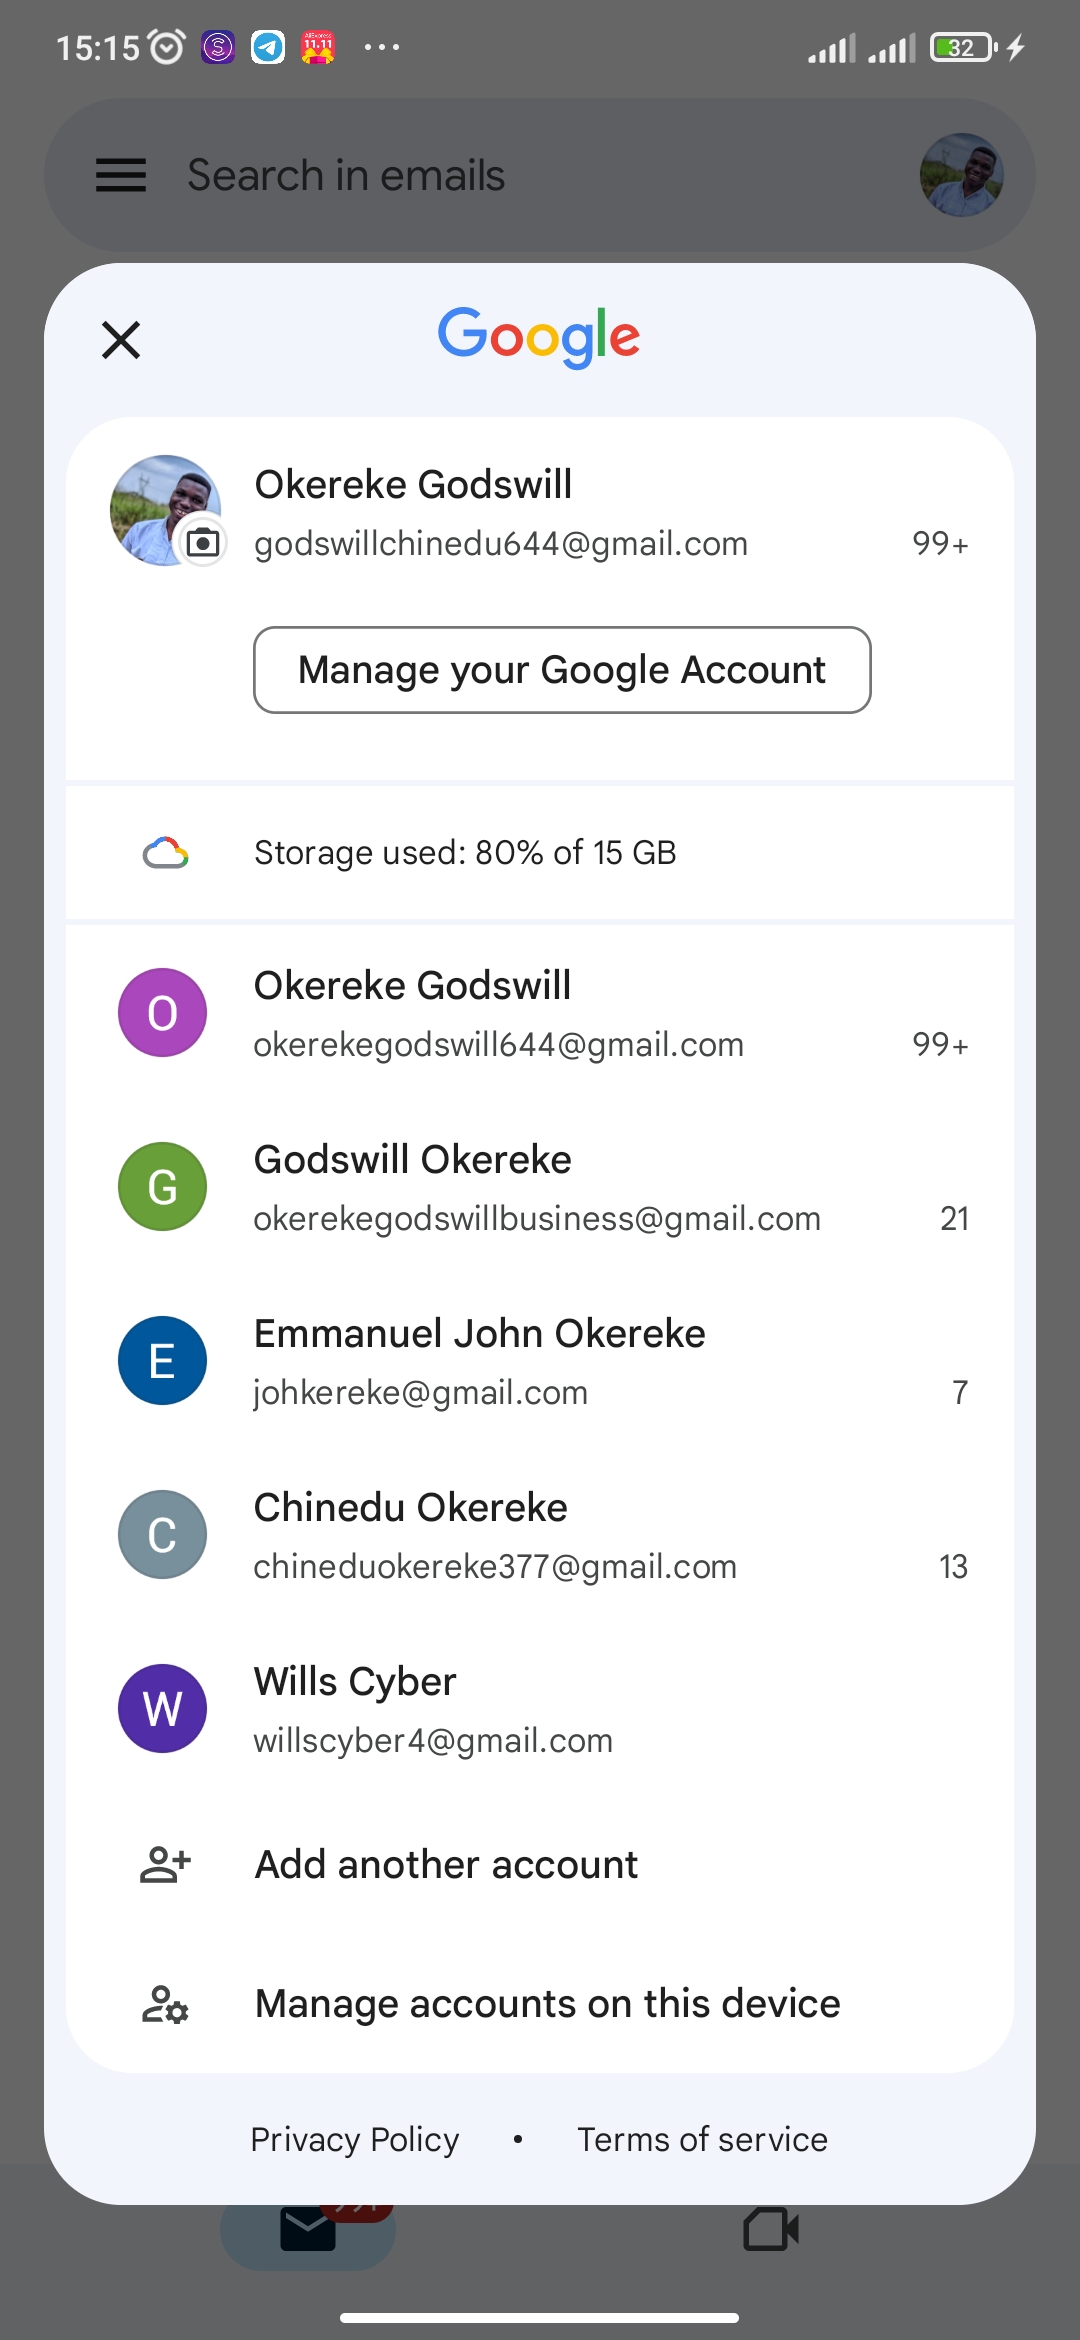 15:15
32
Search in emails
Google
Okereke Godswill
godswillchinedu644@gmail.com
99+
Manage your Google Account
Storage used: 80% of 15 GB
O
Okereke Godswill
okerekegodswill644@gmail.com
99+
G
Godswill Okereke
okerekegodswillbusiness@gmail.com
21
E
Emmanuel John Okereke
johkereke@gmail.com
7
C
Chinedu Okereke
chineduokereke377@gmail.com
13
W
Wills Cyber
willscyber4@gmail.com
Add another account
Manage accounts on this device
Privacy Policy • Terms of service